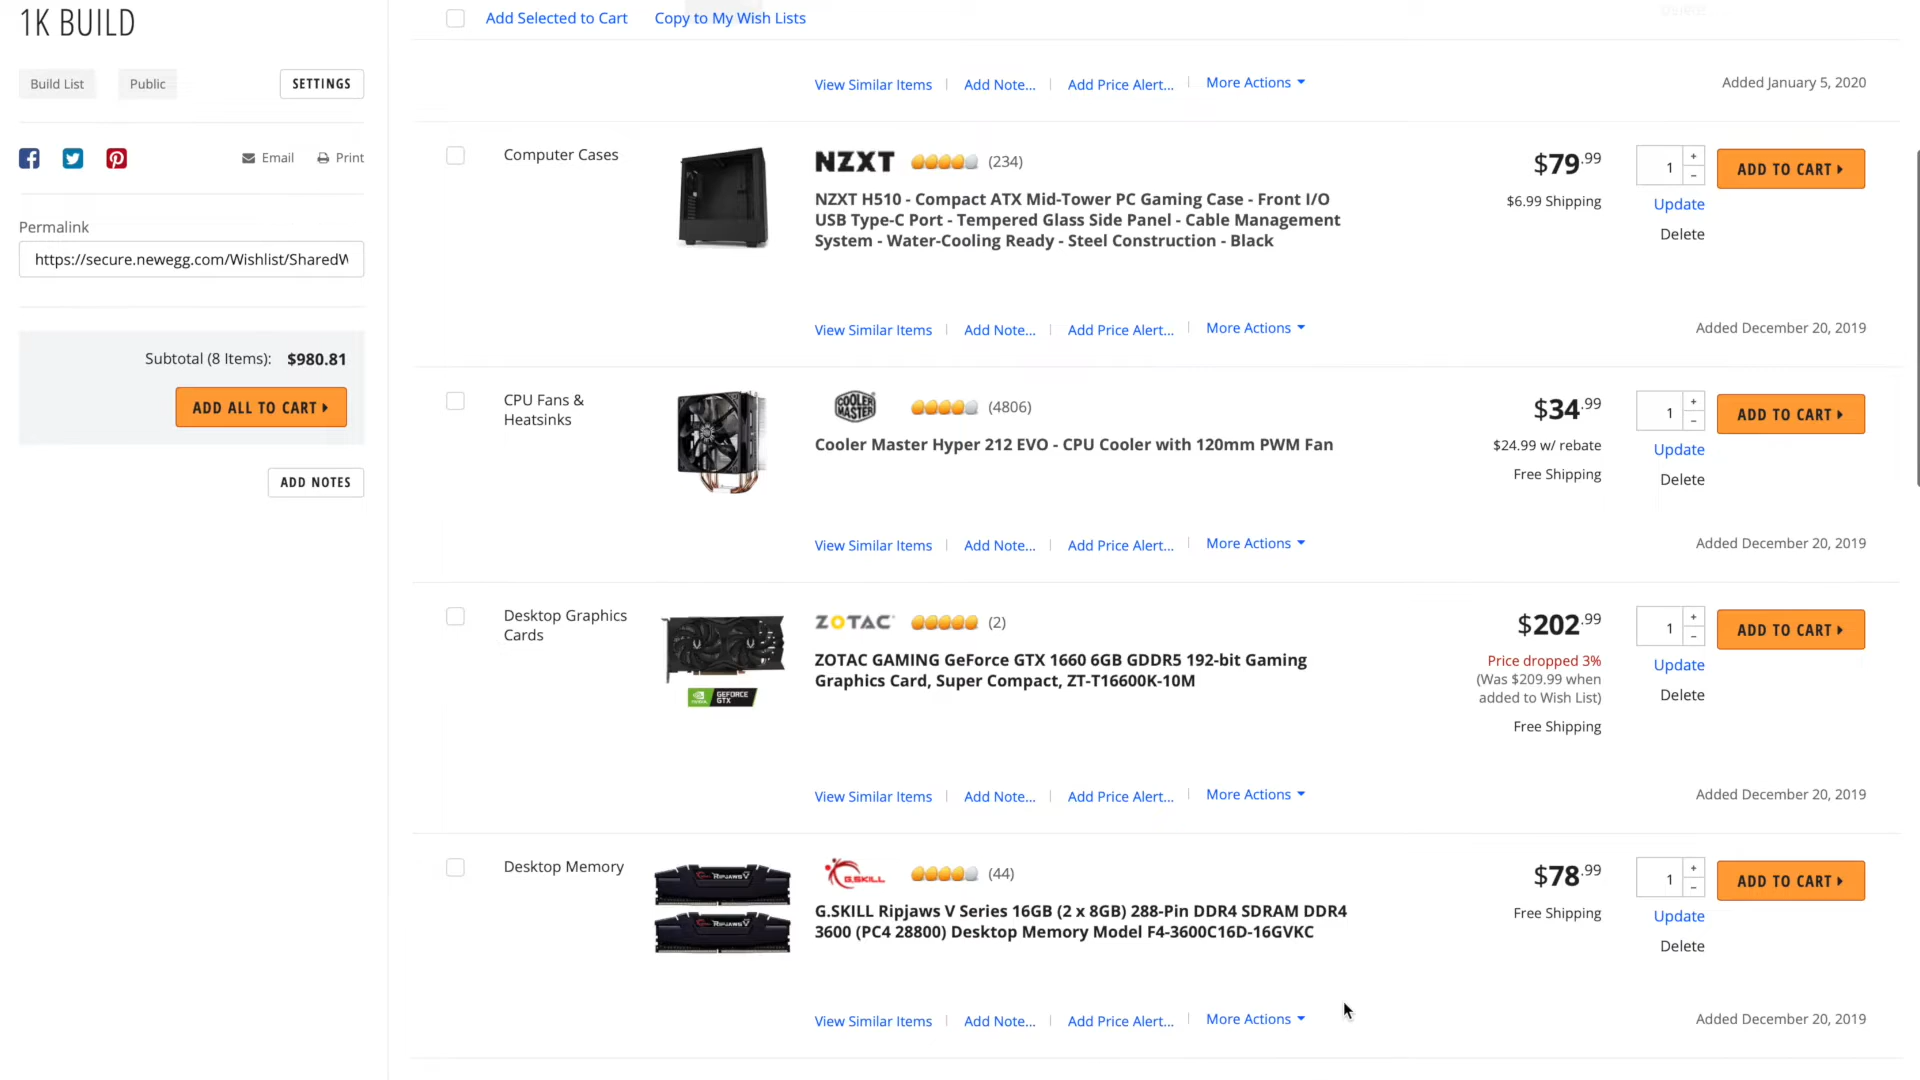 1K BUILD
Build List
Public
SETTINGS
Email
Print
Permalink
https://secure.newegg.com/Wishlist/SharedW
Subtotal (8 Items): $980.81
ADD ALL TO CART
ADD NOTES
Add Selected to Cart
Copy to My Wish Lists
View Similar Items
Add Note...
Add Price Alert...
More Actions
Added January 5, 2020
Computer Cases
NZXT (234)
NZXT H510 - Compact ATX Mid-Tower PC Gaming Case - Front I/O
USB Type-C Port - Tempered Glass Side Panel - Cable Management
System - Water-Cooling Ready - Steel Construction - Black
$79.99
$6.99 Shipping
1
+
−
ADD TO CART
Update
Delete
View Similar Items
Add Note...
Add Price Alert...
More Actions
Added December 20, 2019
CPU Fans &
Heatsinks
COOLER
MASTER
(4806)
Cooler Master Hyper 212 EVO - CPU Cooler with 120mm PWM Fan
$34.99
$24.99 w/ rebate
Free Shipping
1
+
−
ADD TO CART
Update
Delete
View Similar Items
Add Note...
Add Price Alert...
More Actions
Added December 20, 2019
Desktop Graphics
Cards
GEFORCE
GTX
ZOTAC (2)
ZOTAC GAMING GeForce GTX 1660 6GB GDDR5 192-bit Gaming
Graphics Card, Super Compact, ZT-T16600K-10M
$202.99
Price dropped 3%
(Was $209.99 when
added to Wish List)
Free Shipping
1
+
−
ADD TO CART
Update
Delete
View Similar Items
Add Note...
Add Price Alert...
More Actions
Added December 20, 2019
Desktop Memory
RIPJAWS V
RIPJAWS V
G.SKILL (44)
G.SKILL Ripjaws V Series 16GB (2 x 8GB) 288-Pin DDR4 SDRAM DDR4
3600 (PC4 28800) Desktop Memory Model F4-3600C16D-16GVKC
$78.99
Free Shipping
1
+
−
ADD TO CART
Update
Delete
View Similar Items
Add Note...
Add Price Alert...
More Actions
Added December 20, 2019